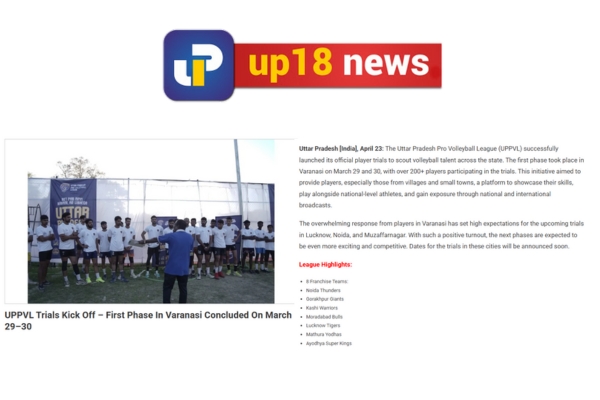 UP
up18 news
UTTAR
UPPVL Trials Kick Off – First Phase In Varanasi Concluded On March
29–30
Uttar Pradesh [India], April 23: The Uttar Pradesh Pro Volleyball League (UPPVL) successfully
launched its official player trials to scout volleyball talent across the state. The first phase took place in
Varanasi on March 29 and 30, with over 200+ players participating in the trials. This initiative aimed to
provide players, especially those from villages and small towns, a platform to showcase their skills,
play alongside national-level athletes, and gain exposure through national and international
broadcasts.
The overwhelming response from players in Varanasi has set high expectations for the upcoming trials
in Lucknow, Noida, and Muzaffarnagar. With such a positive turnout, the next phases are expected to
be even more exciting and competitive. Dates for the trials in these cities will be announced soon.
League Highlights:
8 Franchise Teams:
Noida Thunders
Gorakhpur Giants
Kashi Warriors
Moradabad Bulls
Lucknow Tigers
Mathura Yodhas
Ayodhya Super Kings